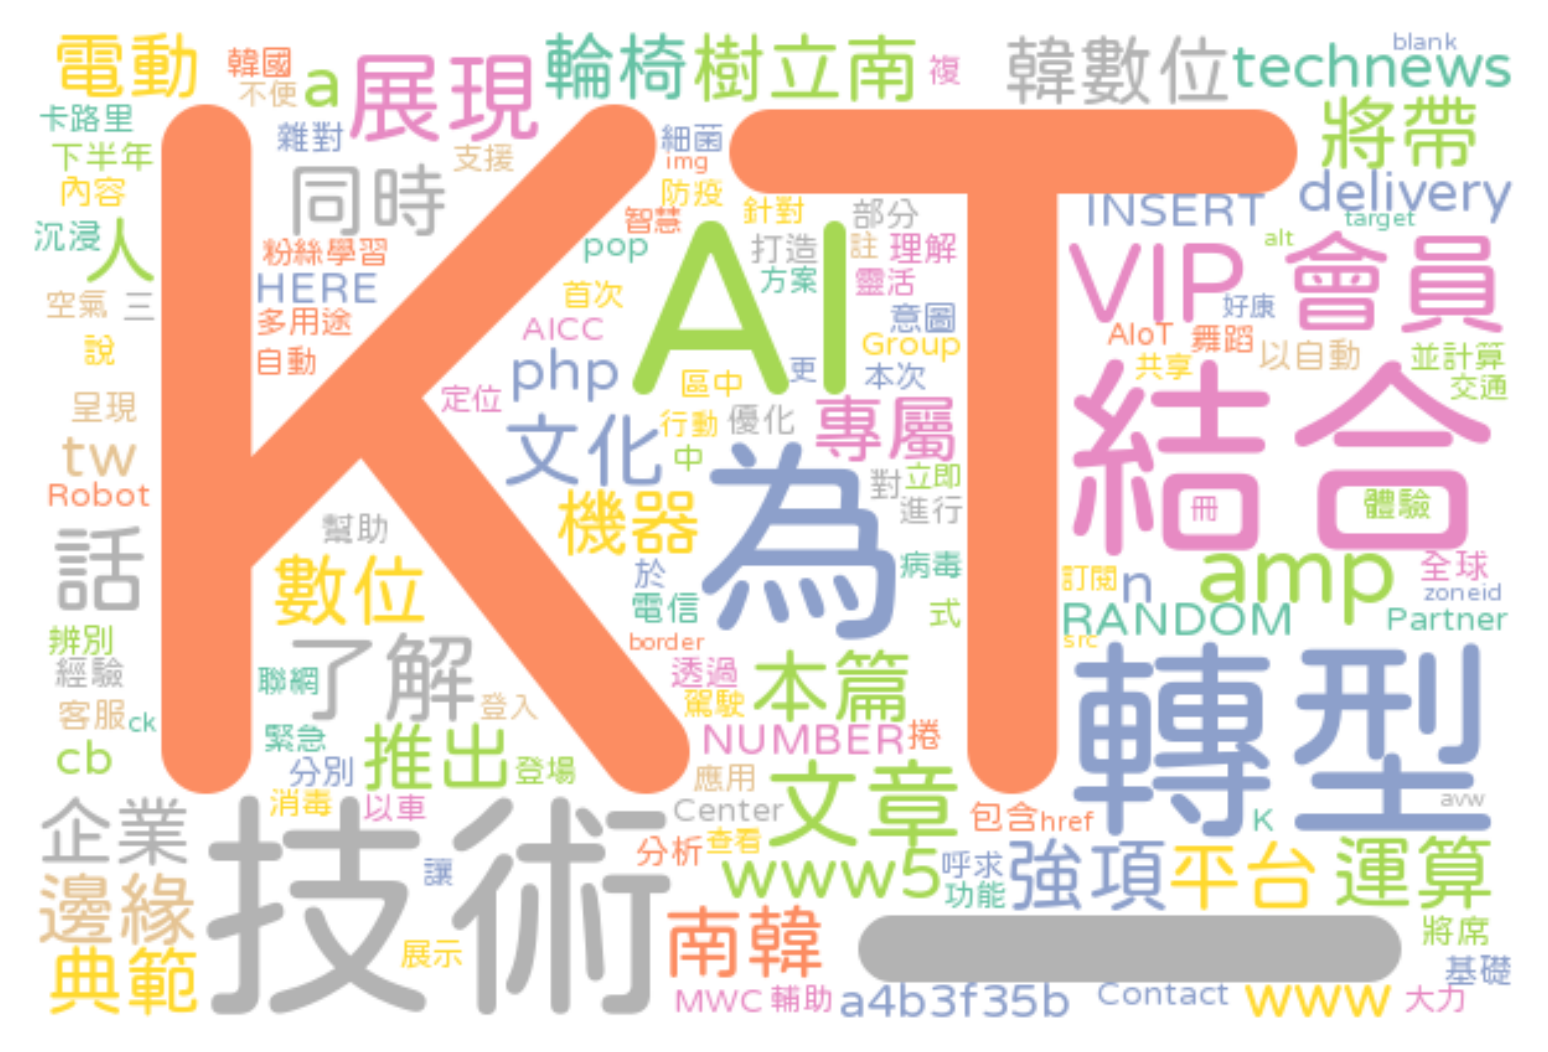 電動 韓國 不便 a 展現 輪椅 樹立南 複 韓數位 technews blank
卡路里 雜對 支援 細菌 img 將帶
下半年 同時 防疫 KT delivery
內容 智慧 針對 部分 INSERT target
沉浸 人 粉絲學習 pop AI 打造 註 理解 VIP 會員 alt
空氣 三 HERE 首次 方案 靈活 好康
說 多用途 AICC 意圖 AIoT 舞蹈 以自動 並計算
自動 php 更 Group 共享 交通
呈現 定位 區中 本次 結合
tw 文化 行動 優化 專屬
Robot 機器 中 為 對 立即 冊 體驗
話 幫助 進行
數位 於 病毒 訂閱 n amp 全球
電信 式 RANDOM zoneid
辨別 了解 border src Partner
經驗 聯網 登入 透過 本篇 轉型
客服 ck 緊急 駕駛
cb 分別 推出 登場 NUMBER 捲
消毒 以車 應用 文章 avw
企業 技術 Center 包含 href K
讓 分析 查看 www5 呼求 強項 平台 運算
邊緣 功能
典範 展示 南韓 一 將席
基礎
MWC 輔助 a4b3f35b Contact www 大力